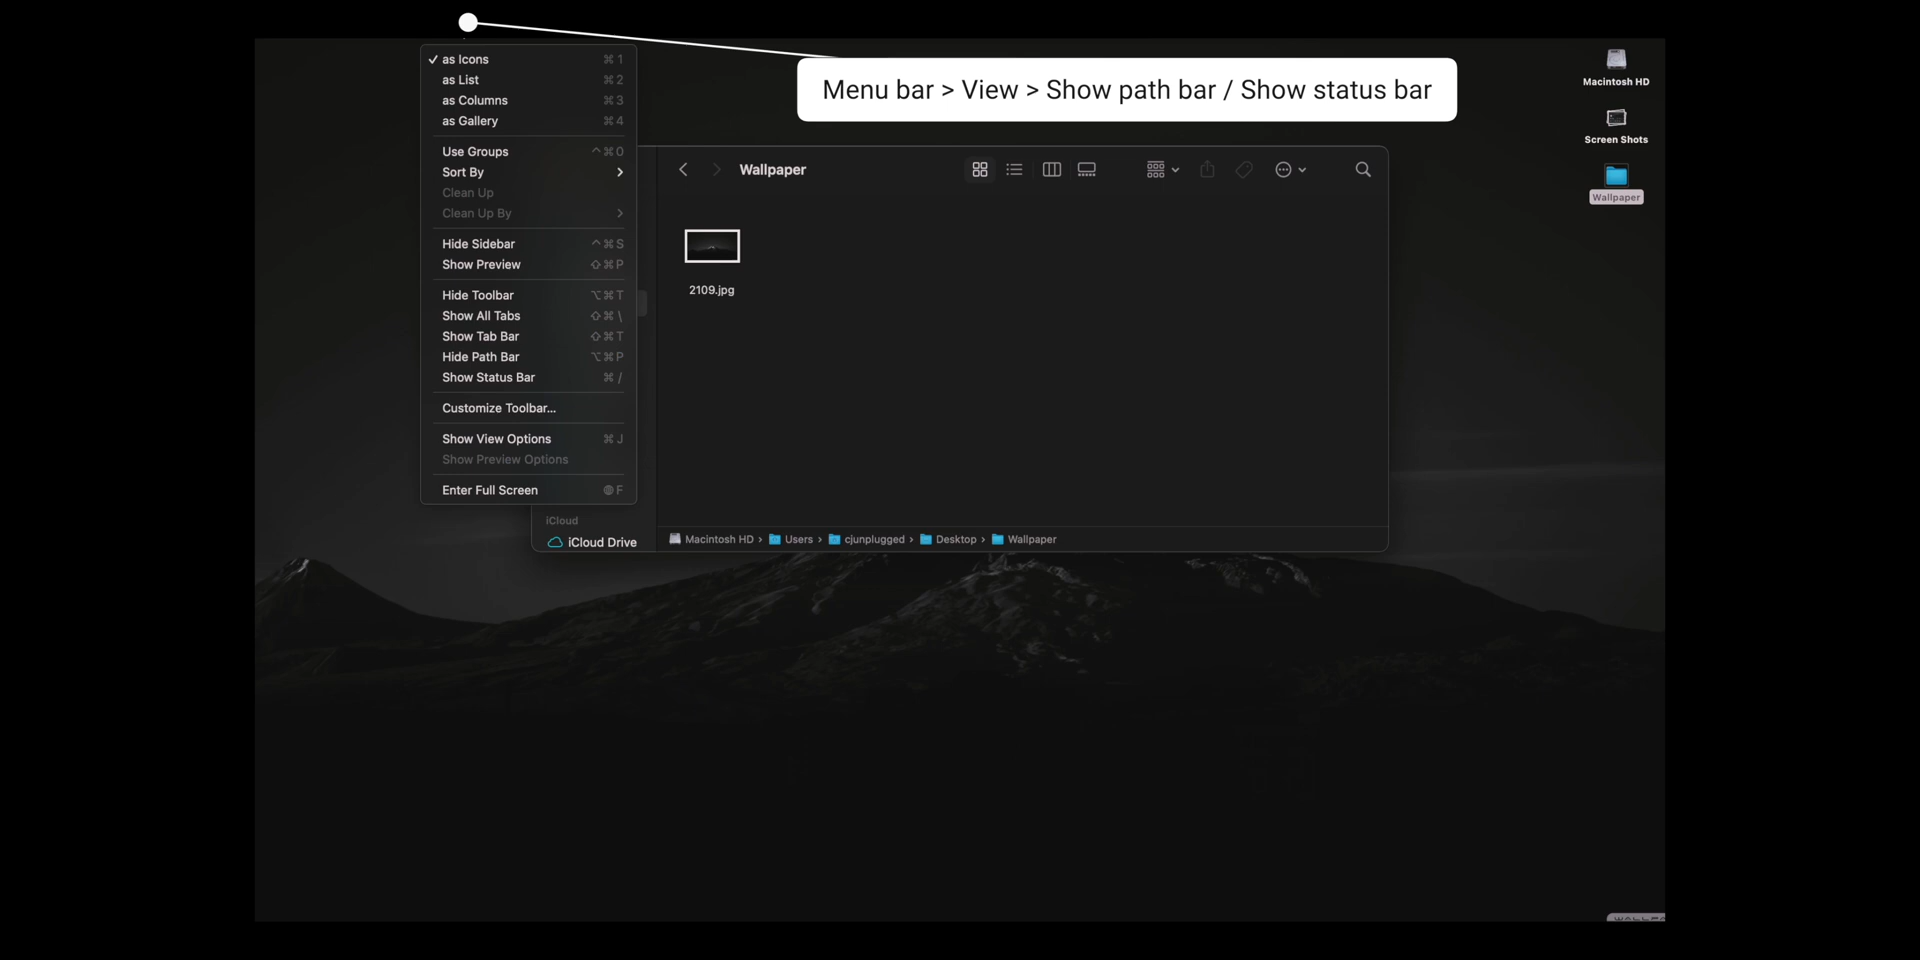 as Icons ⌘ 1
as List ⌘ 2
as Columns ⌘ 3
as Gallery ⌘ 4
Use Groups ^ ⌘ 0
Sort By >
Clean Up
Clean Up By >
Hide Sidebar ^ ⌘ S
Show Preview ⇧ ⌘ P
Hide Toolbar ⌥ ⌘ T
Show All Tabs ⇧ ⌘ \
Show Tab Bar ⇧ ⌘ T
Hide Path Bar ⌥ ⌘ P
Show Status Bar ⌘ /
Customize Toolbar...
Show View Options ⌘ J
Show Preview Options
Enter Full Screen F
Menu bar > View > Show path bar / Show status bar
Macintosh HD
Screen Shots
Wallpaper
Wallpaper
2109.jpg
iCloud
iCloud Drive
Macintosh HD › Users › cjunplugged › Desktop › Wallpaper